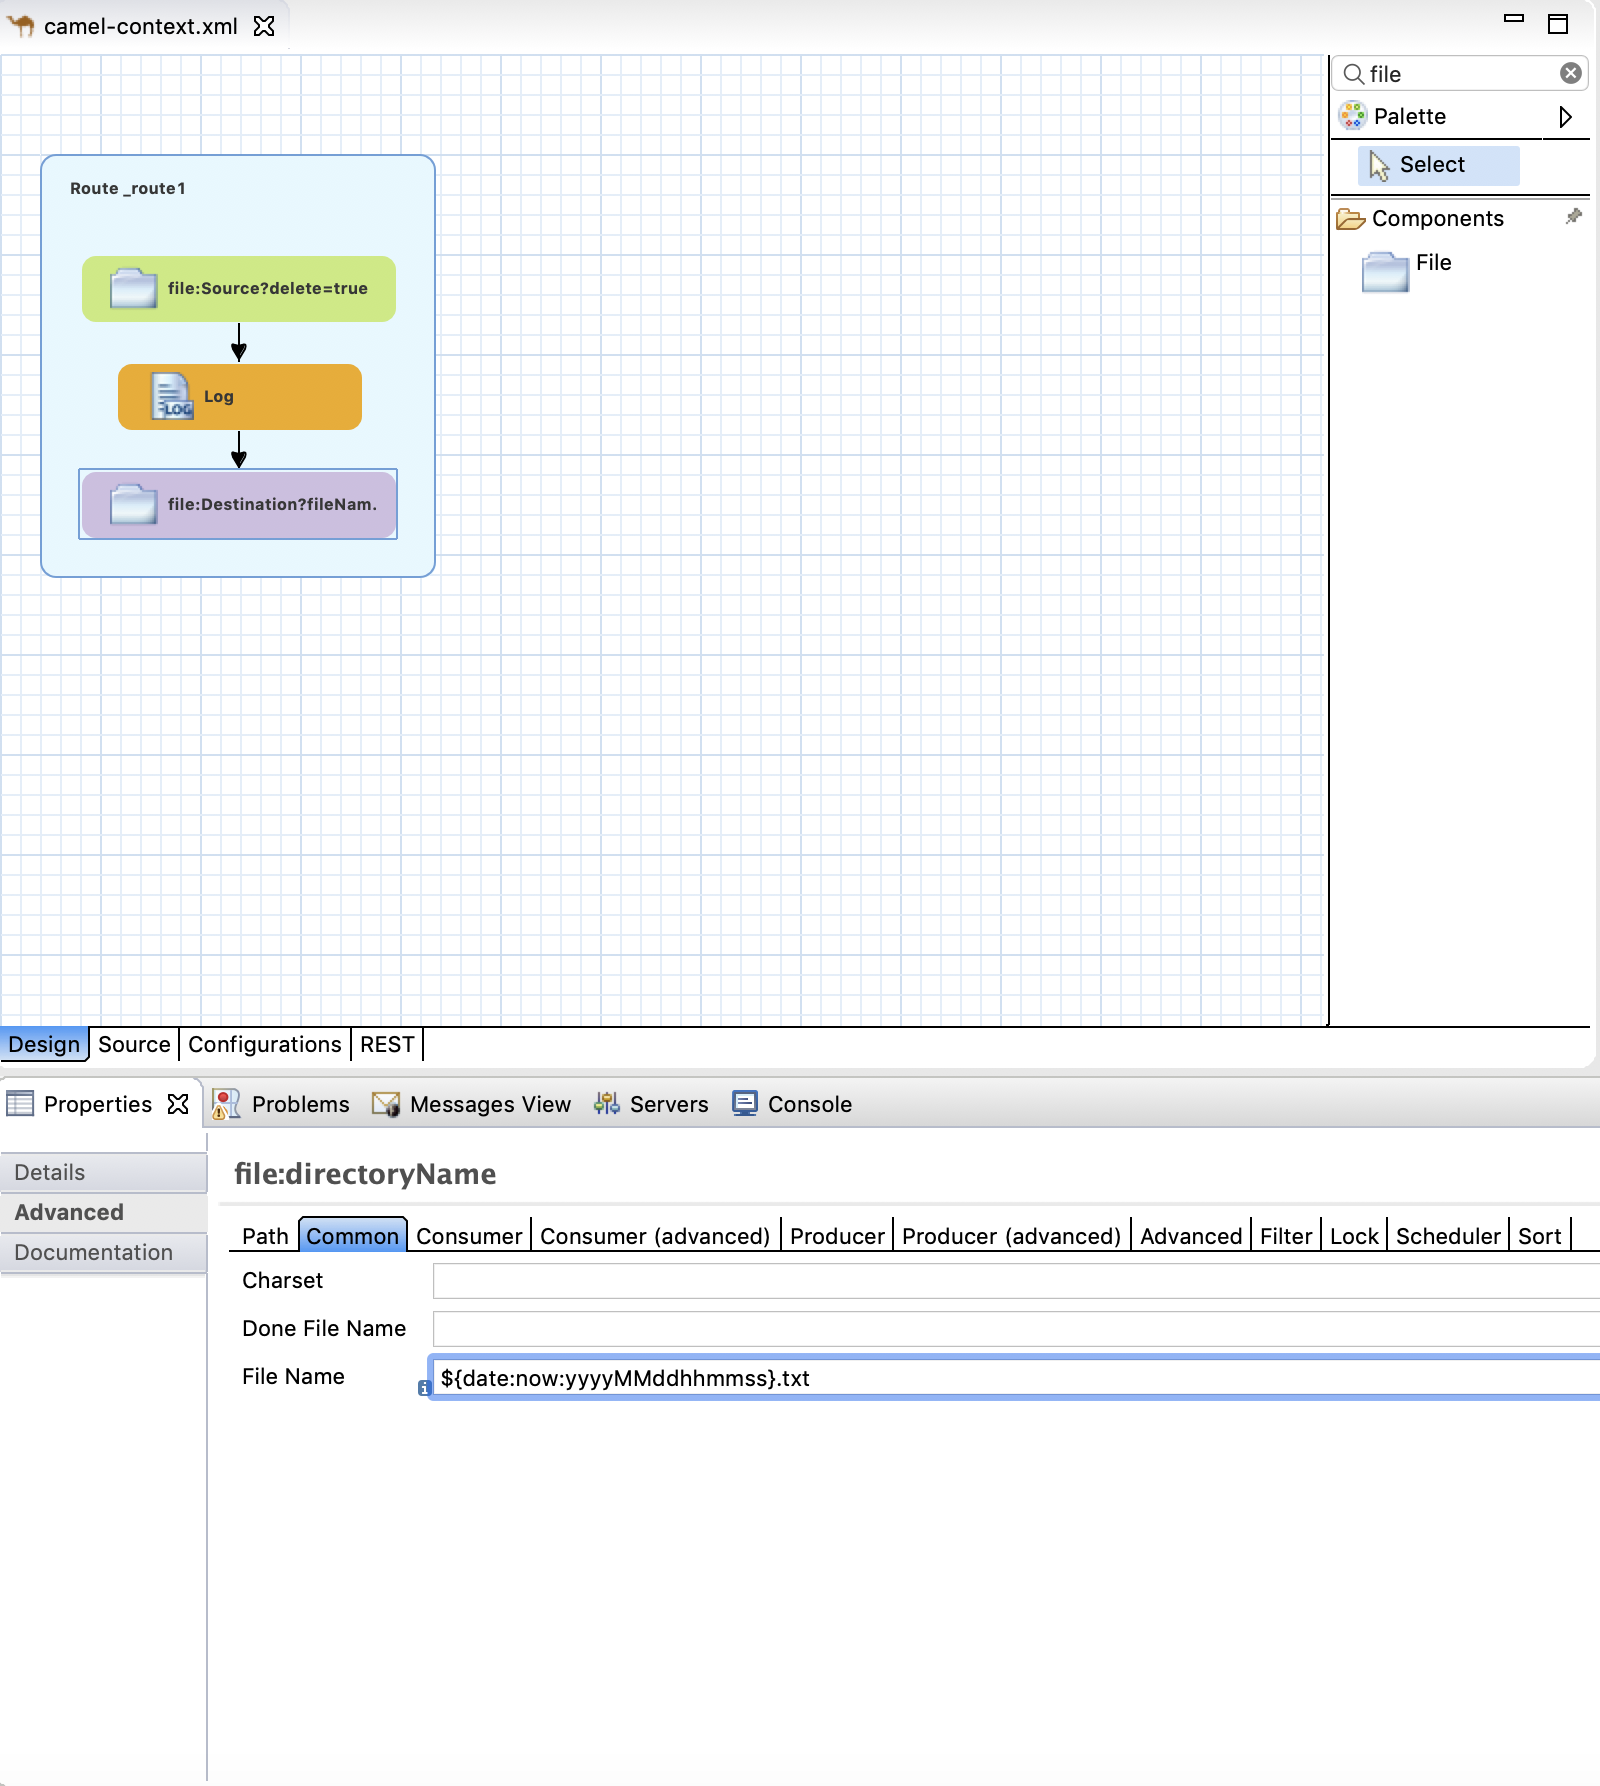 camel-context.xml
file
Palette
Select
Components
File
Route _route1
file:Source?delete=true
LOG
Log
file:Destination?fileNam.
Design Source Configurations REST
Properties Problems Messages View Servers Console
Details
Advanced
Documentation
file:directoryName
Path Common Consumer Consumer (advanced) Producer Producer (advanced) Advanced Filter Lock Scheduler Sort
Charset
Done File Name
File Name ${date:now:yyyyMMddhhmmss}.txt